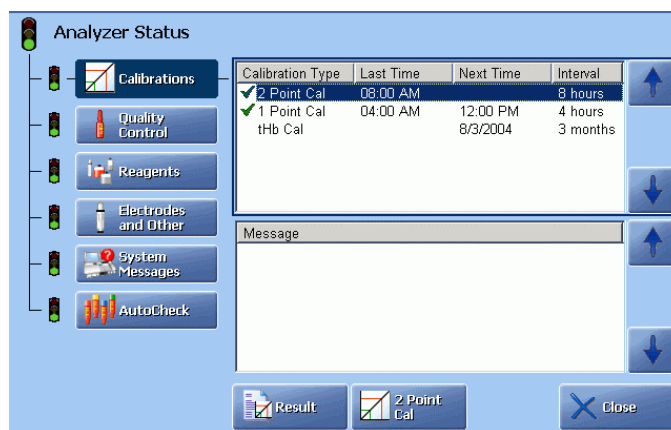 Analyzer Status
Calibrations
Quality
Control
Reagents
Electrodes
and Other
System
Messages
AutoCheck
Calibration Type Last Time Next Time Interval
2 Point Cal 08:00 AM 8 hours
1 Point Cal 04:00 AM 12:00 PM 4 hours
tHb Cal 8/3/2004 3 months
Message
Result
2 Point
Cal
Close